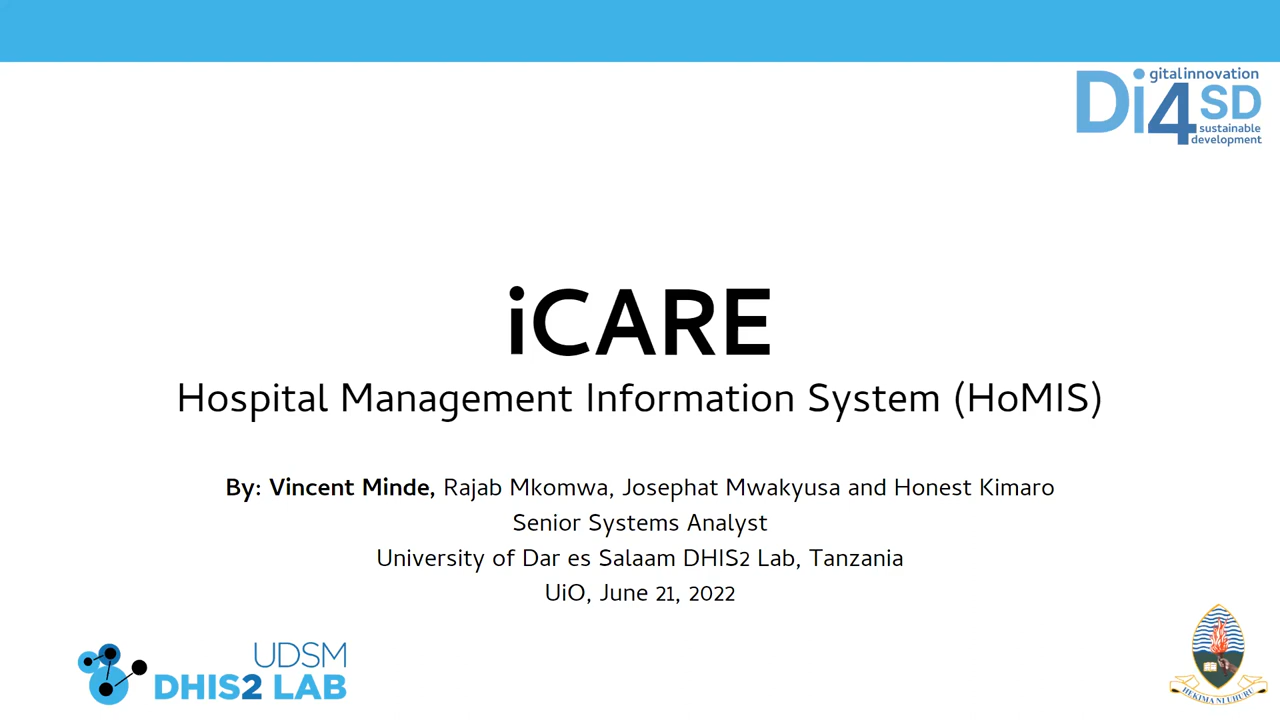 Di4SD
gital innovation
sustainable
development
iCARE
Hospital Management Information System (HoMIS)
By: Vincent Minde, Rajab Mkomwa, Josephat Mwakyusa and Honest Kimaro
Senior Systems Analyst
University of Dar es Salaam DHIS2 Lab, Tanzania
UiO, June 21, 2022
UDSM
DHIS2 LAB
HEKIMA NI UHURU